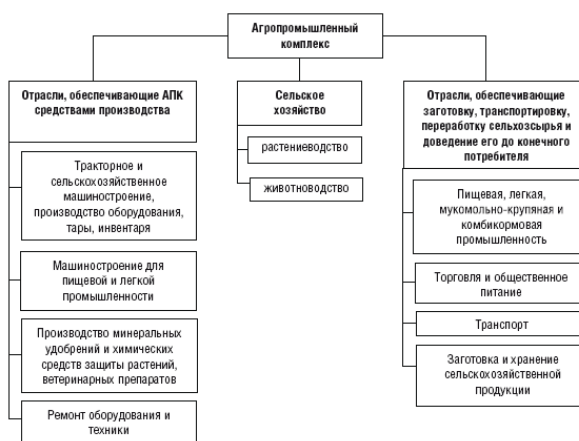 Агропромышленный
комплекс
Отрасли, обеспечивающие АПК
средствами производства
Тракторное и
сельскохозяйственное
машиностроение,
производство оборудования,
тары, инвентаря
Машиностроение для
пищевой и легкой
промышленности
Производство минеральных
удобрений и химических
средств защиты растений,
ветеринарных препаратов
Ремонт оборудования и
техники
Сельское
хозяйство
растениеводство
животноводство
Отрасли, обеспечивающие
заготовку, транспортировку,
переработку сельхозсырья и
доведение его до конечного
потребителя
Пищевая, легкая,
мукомольно-крупяная и
комбикормовая
промышленность
Торговля и общественное
питание
Транспорт
Заготовка и хранение
сельскохозяйственной
продукции